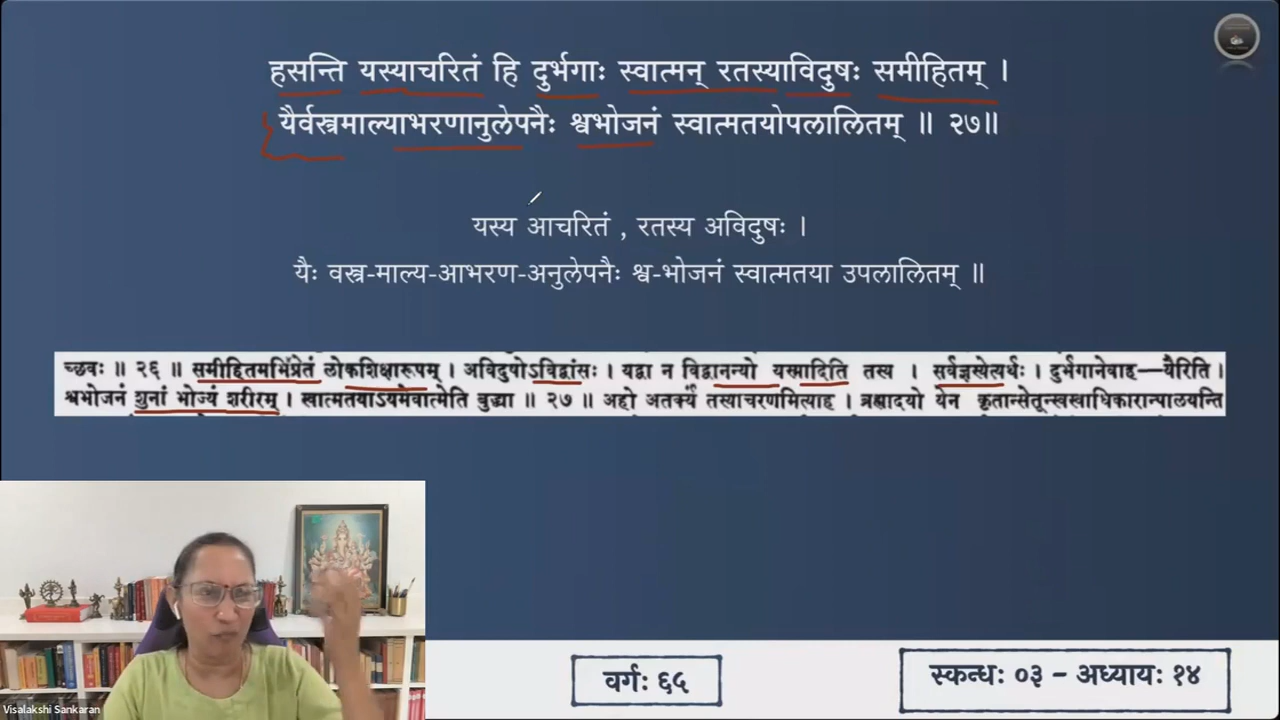 हसन्ति यस्याचरितं हि दुर्भगाः स्वात्मन् रतस्याविदुषः समीहितम् ।
यैर्वस्त्रमाल्याभरणानुलेपनैः श्वभोजनं स्वात्मतयोपलालितम् ॥ २७॥
यस्य आचरितं , रतस्य अविदुषः ।
यैः वस्त्र-माल्य-आभरण-अनुलेपनैः श्व-भोजनं स्वात्मतया उपलालितम् ॥
च्छवः ॥ २६ ॥ समीहितमभिप्रेतं लोकशिक्षारूपम् । अविदुषोऽविद्वांसः । यद्वा न विद्वानन्यो यस्मादिति तस्य । सर्वज्ञस्येत्यर्थः । दुर्भगानेवाह—यैरिति ।
श्वभोजनं शुनां भोज्यं शरीरम् । स्वात्मतयाऽयमेवात्मेति बुद्ध्या ॥ २७ ॥ अहो अतर्क्यं तस्याचरणमित्याह । ब्रह्मादयो येन कृतान्सेतून्स्वस्वाधिकारान्पालयन्ति
Visalakshi Sankaran
वर्गः ६५
स्कन्धः ०३ - अध्यायः १४